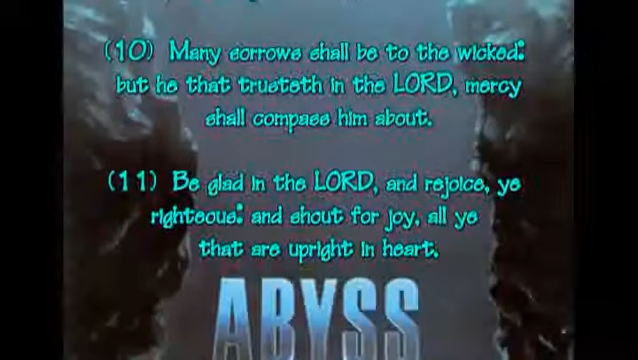 (10) Many sorrows shall be to the wicked:
but he that trusteth in the LORD, mercy
shall compass him about.
(11) Be glad in the LORD, and rejoice, ye
righteous: and shout for joy, all ye
that are upright in heart.
ABYSS